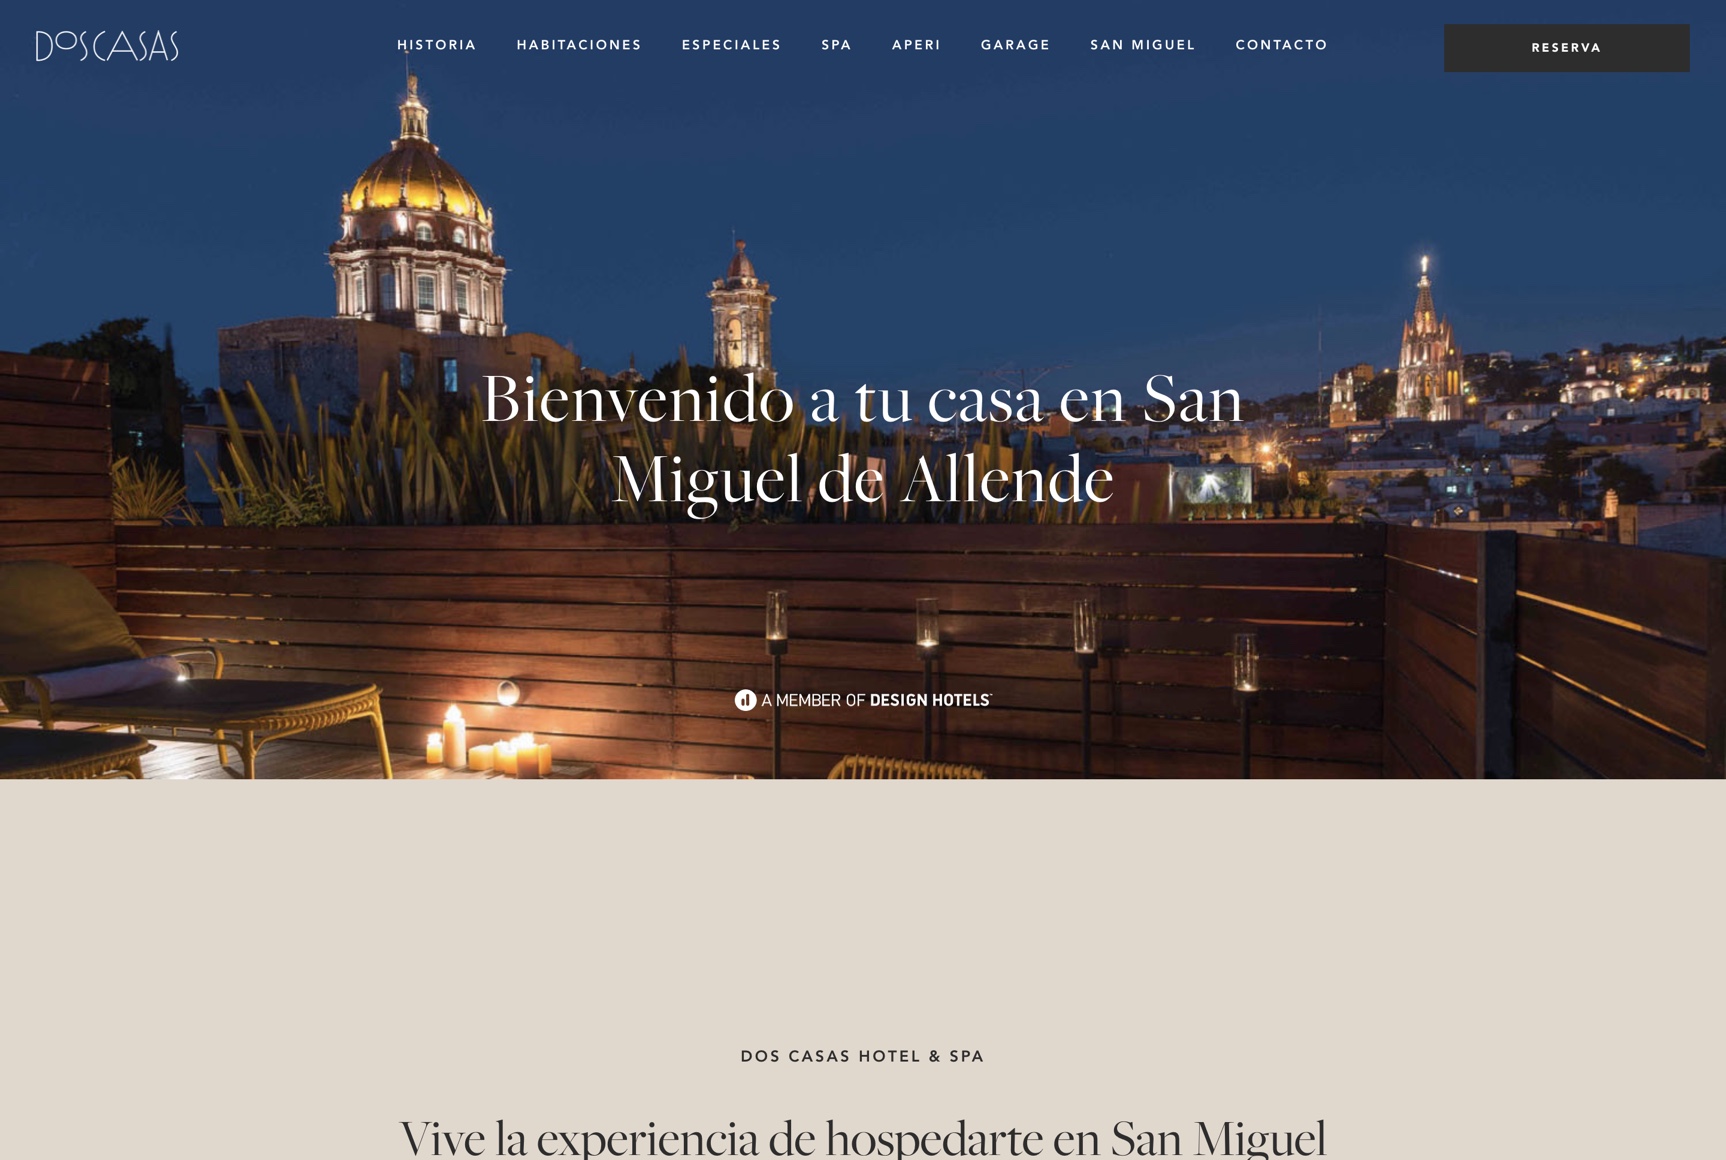 DOSCASAS
HISTORIA HABITACIONES ESPECIALES SPA APERI GARAGE SAN MIGUEL CONTACTO
RESERVA
Bienvenido a tu casa en San
Miguel de Allende
A MEMBER OF DESIGN HOTELS™
DOS CASAS HOTEL & SPA
Vive la experiencia de hospedarte en San Miguel